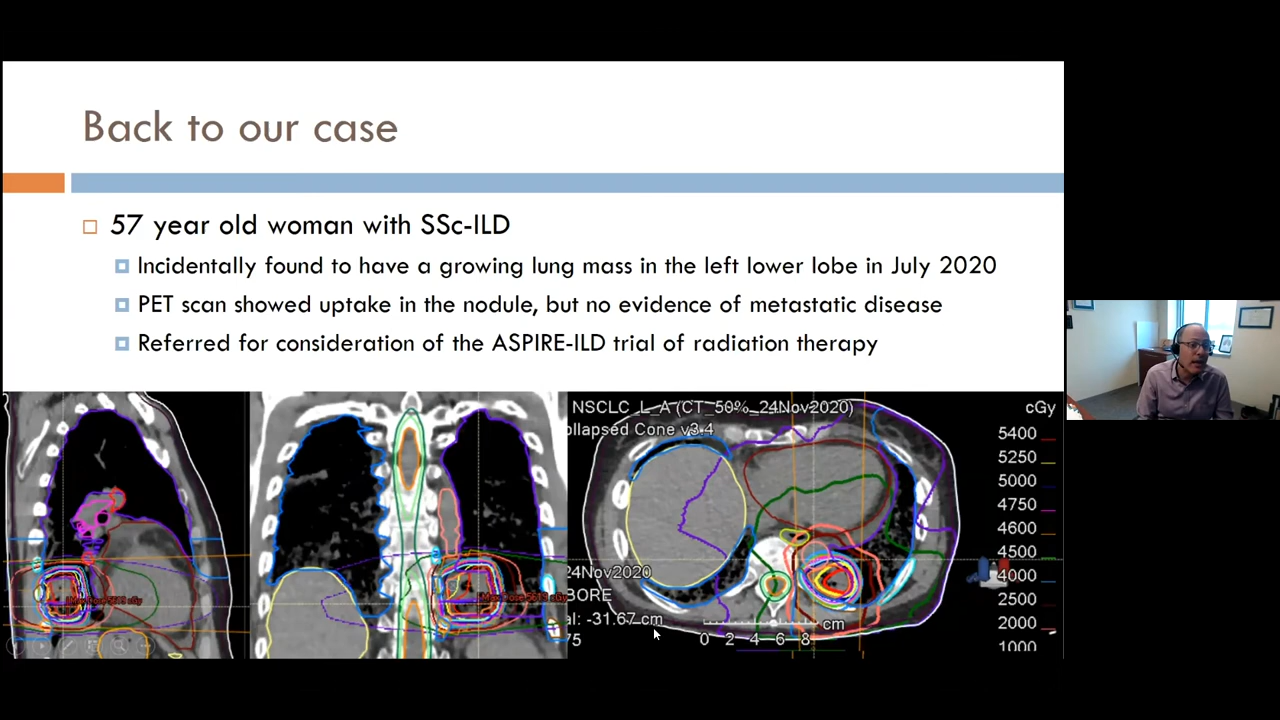 Back to our case
57 year old woman with SSc-ILD
Incidentally found to have a growing lung mass in the left lower lobe in July 2020
PET scan showed uptake in the nodule, but no evidence of metastatic disease
Referred for consideration of the ASPIRE-ILD trial of radiation therapy
NSCLC_L_A (CT_50%_24Nov2020)
ollapsed Cone v3.4
cGy
5400
5250
5000
4750
4600
4500
4000
2500
2000
1000
24Nov2020
BORE
al: -31.67 cm
75
0 2 4 6 8 cm